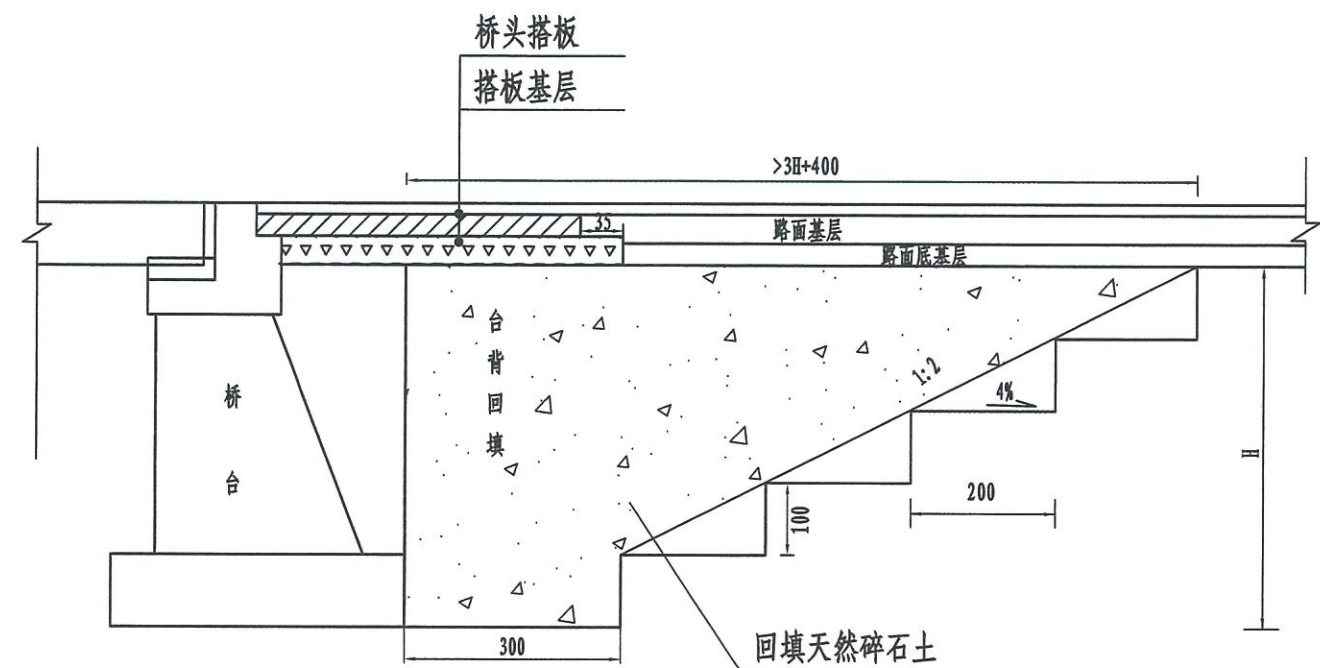 桥头搭板
搭板基层
>3H+400
35
路面基层
路面底基层
台背回填
桥台
1:2
4%
H
200
100
300
回填天然碎石土